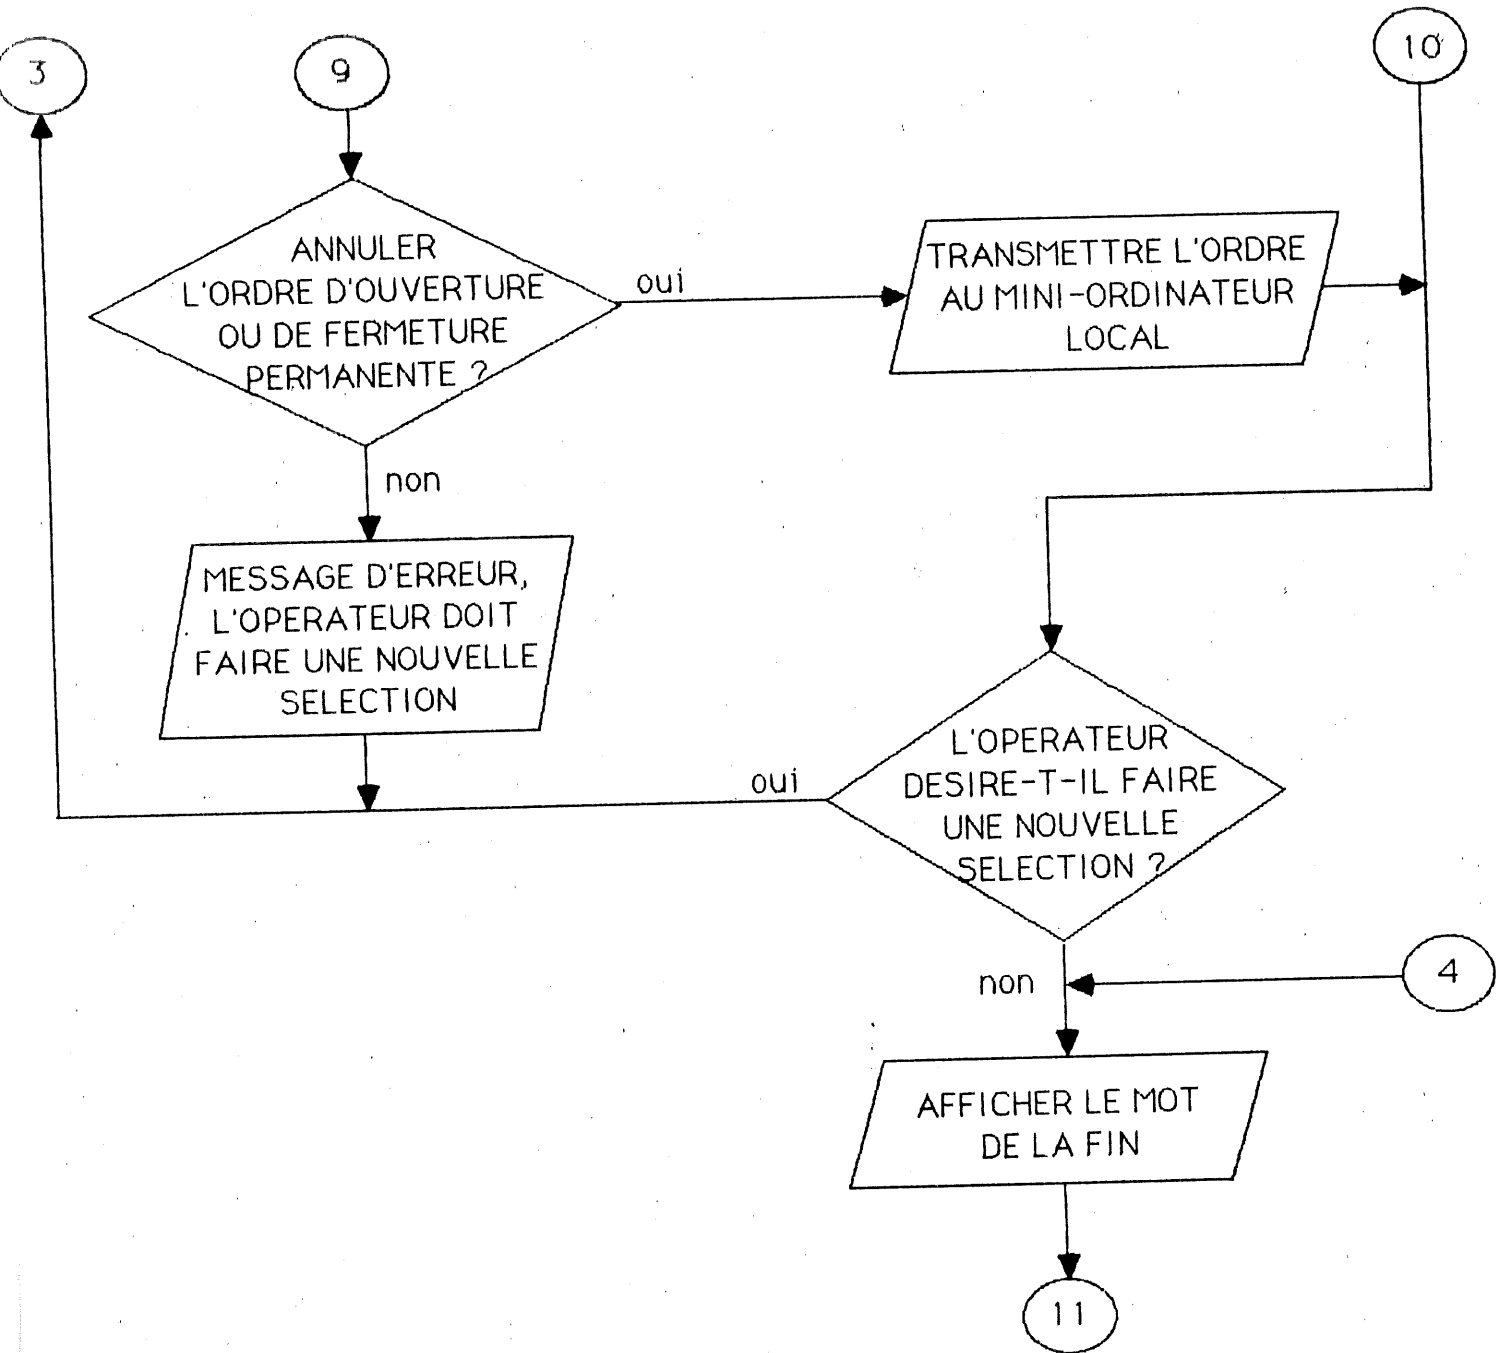 3
9
10
ANNULER
L'ORDRE D'OUVERTURE
OU DE FERMETURE
PERMANENTE ?
oui
TRANSMETTRE L'ORDRE
AU MINI-ORDINATEUR
LOCAL
non
MESSAGE D'ERREUR,
L'OPERATEUR DOIT
FAIRE UNE NOUVELLE
SELECTION
oui
L'OPERATEUR
DESIRE-T-IL FAIRE
UNE NOUVELLE
SELECTION ?
non
4
AFFICHER LE MOT
DE LA FIN
11